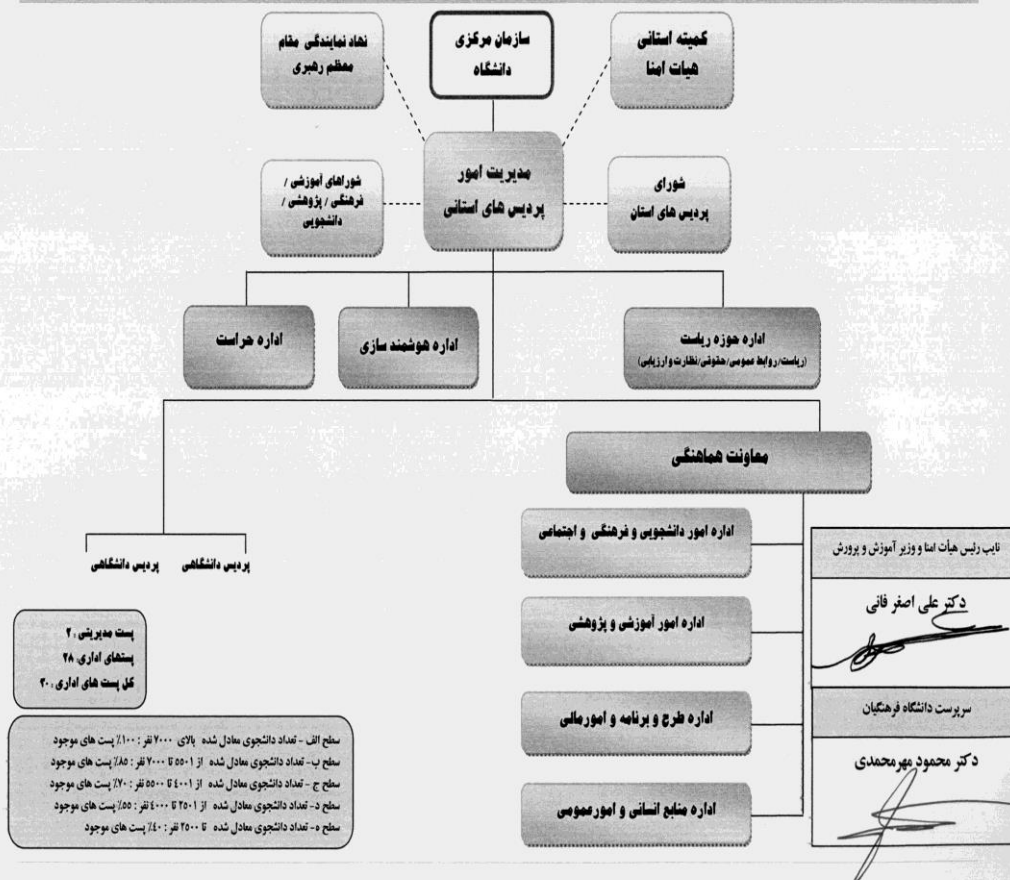 نهاد نمایندگی مقام
معظم رهبری
سازمان مرکزی
دانشگاه
کمیته استانی
هیات امنا
مدیریت امور
پردیس های استانی
شوراهای آموزشی /
فرهنگی / پژوهشی /
دانشجویی
شورای
پردیس های استان
اداره حراست
اداره هوشمند سازی
اداره حوزه ریاست
(ریاست/روابط عمومی/حقوقی/نظارت و ارزیابی)
معاونت هماهنگی
اداره امور دانشجویی و فرهنگی و اجتماعی
اداره امور آموزشی و پژوهشی
اداره طرح و برنامه و امورمالی
اداره منابع انسانی و امورعمومی
پردیس دانشگاهی
پردیس دانشگاهی
نایب رئیس هیأت امنا و وزیر آموزش و پرورش
دکتر علی اصغر فانی
سرپرست دانشگاه فرهنگیان
دکتر محمود مهرمحمدی
پست مدیریتی : ۲
پستهای اداری: ۲۸
کل پست های اداری : ۳۰
سطح الف - تعداد دانشجوی معادل شده بالای ۷۰۰۰ نفر : ۱۰۰٪ پست های موجود
سطح ب- تعداد دانشجوی معادل شده از ۵۵۰۱ تا ۷۰۰۰ نفر : ۸۵٪ پست های موجود
سطح ج - تعداد دانشجوی معادل شده از ۴۰۰۱ تا ۵۵۰۰ نفر : ۷۰٪ پست های موجود
سطح د- تعداد دانشجوی معادل شده از ۲۵۰۱ تا ۴۰۰۰ نفر : ۵۵٪ پست های موجود
سطح ه- تعداد دانشجوی معادل شده تا ۲۵۰۰ نفر : ۴۰٪ پست های موجود